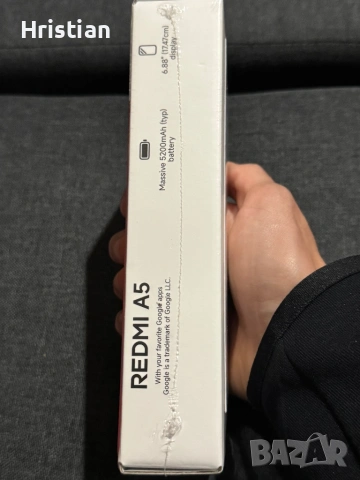 Hristian
6.88" (17.47cm)
display
Massive 5200mAh (typ)
battery
REDMI A5
With your favorite Google apps
Google is a trademark of Google LLC.
BAZAR